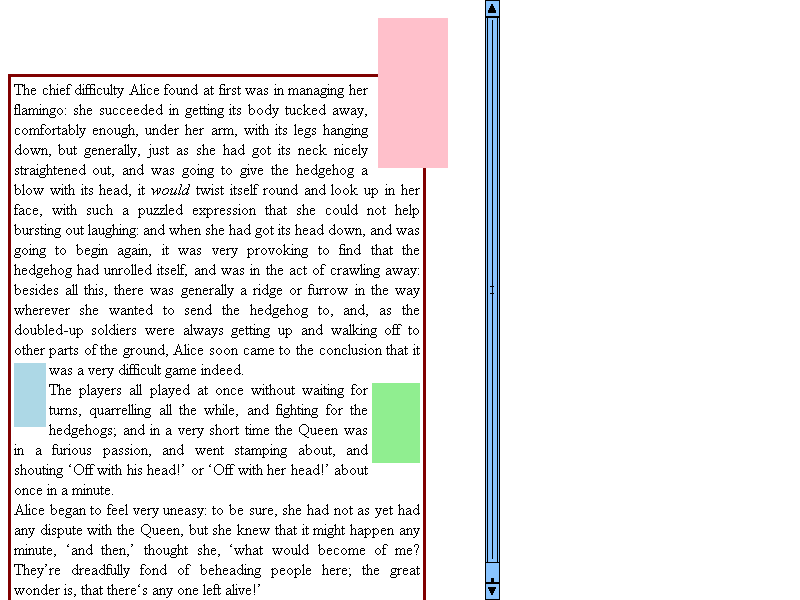 The chief difficulty Alice found at first was in managing her
flamingo: she succeeded in getting its body tucked away,
comfortably enough, under her arm, with its legs hanging
down, but generally, just as she had got its neck nicely
straightened out, and was going to give the hedgehog a
blow with its head, it would twist itself round and look up in her
face, with such a puzzled expression that she could not help
bursting out laughing: and when she had got its head down, and was
going to begin again, it was very provoking to find that the
hedgehog had unrolled itself, and was in the act of crawling away:
besides all this, there was generally a ridge or furrow in the way
wherever she wanted to send the hedgehog to, and, as the
doubled-up soldiers were always getting up and walking off to
other parts of the ground, Alice soon came to the conclusion that it
was a very difficult game indeed.
The players all played at once without waiting for
turns, quarrelling all the while, and fighting for the
hedgehogs; and in a very short time the Queen was
in a furious passion, and went stamping about, and
shouting ‘Off with his head!’ or ‘Off with her head!’ about
once in a minute.
Alice began to feel very uneasy: to be sure, she had not as yet had
any dispute with the Queen, but she knew that it might happen any
minute, ‘and then,’ thought she, ‘what would become of me?
They’re dreadfully fond of beheading people here; the great
wonder is, that there‘s any one left alive!’